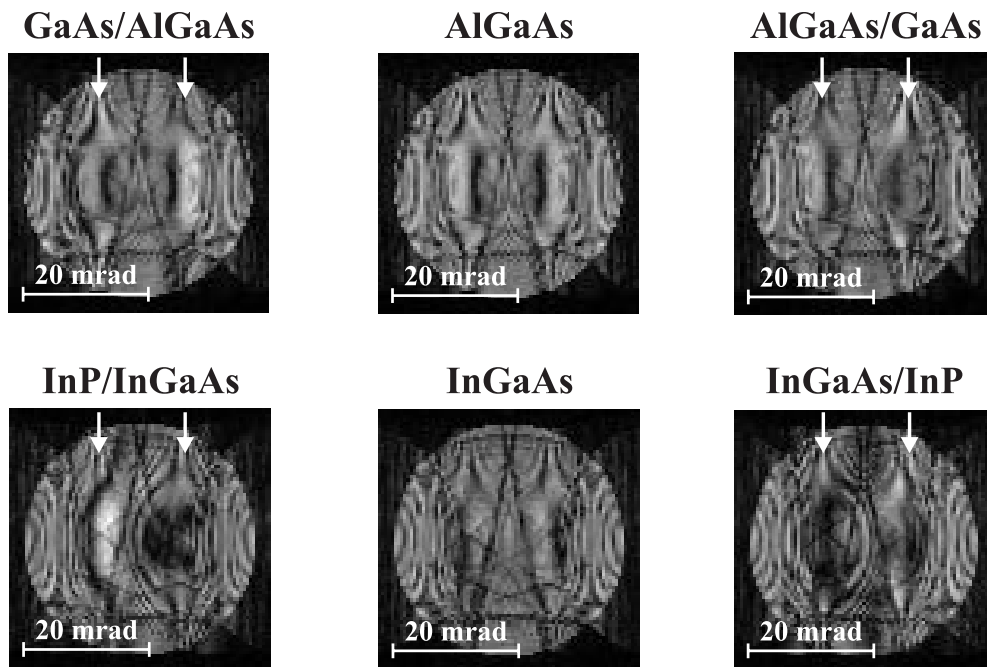 GaAs/AlGaAs
AlGaAs
AlGaAs/GaAs
20 mrad
20 mrad
20 mrad
InP/InGaAs
InGaAs
InGaAs/InP
20 mrad
20 mrad
20 mrad